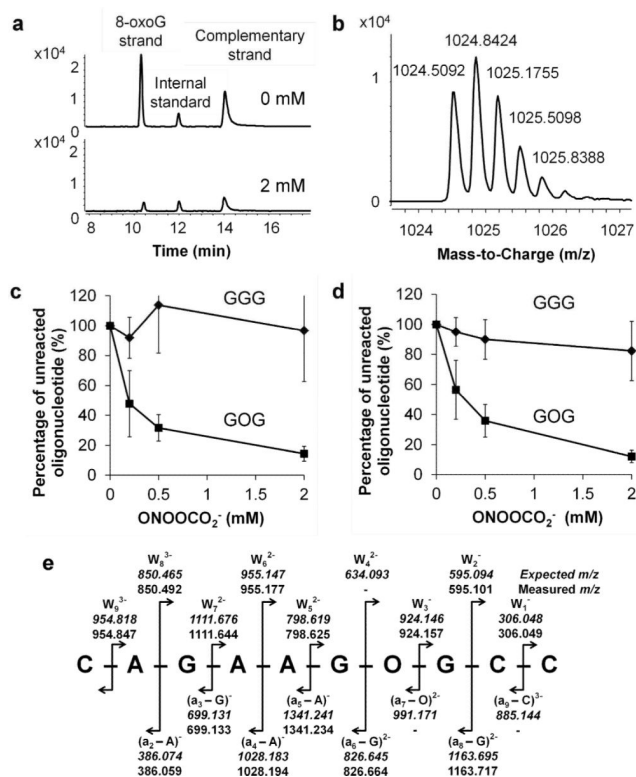 a
8-oxoG
strand
Internal
standard
Complementary
strand
x10⁴
2
1
0
0 mM
x10⁴
2
1
0
2 mM
8 10 12 14 16
Time (min)
b
x10⁴
1
0
1024.5092
1024.8424
1025.1755
1025.5098
1025.8388
1024 1025 1026 1027
Mass-to-Charge (m/z)
c
Percentage of unreacted
oligonucleotide (%)
120
100
80
60
40
20
0
GGG
GOG
0 0.5 1 1.5 2
ONOOCO₂⁻ (mM)
d
Percentage of unreacted
oligonucleotide (%)
120
100
80
60
40
20
0
GGG
GOG
0 0.5 1 1.5 2
ONOOCO₂⁻ (mM)
e
W₈³⁻ W₆²⁻ W₄²⁻ W₂⁻
850.465 955.147 634.093 595.094 Expected m/z
850.492 955.177 - 595.101 Measured m/z
W₉³⁻ W₇²⁻ W₅²⁻ W₃⁻ W₁⁻
954.818 1111.676 798.619 924.146 306.048
954.847 1111.644 798.625 924.157 306.049
C A G A A G O G C C
(a₃ – G)⁻ (a₅ – A)⁻ (a₇ – O)²⁻ (a₉ – C)³⁻
699.131 1341.241 991.171 885.144
699.133 1341.234 - -
(a₂ – A)⁻ (a₄ – A)⁻ (a₆ – G)²⁻ (a₈ – G)²⁻
386.074 1028.183 826.645 1163.695
386.059 1028.194 826.664 1163.717